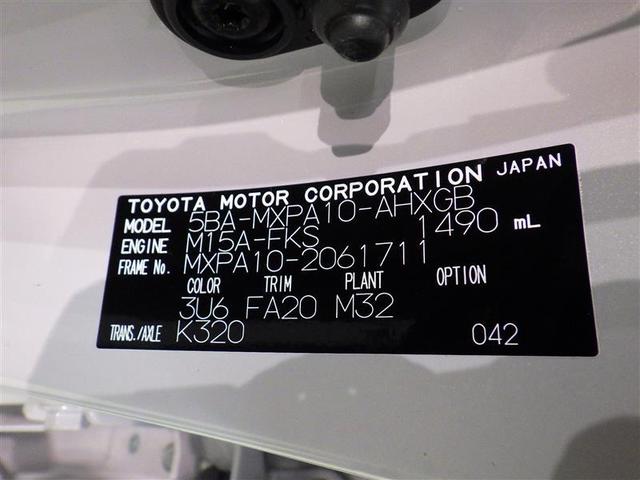 TOYOTA MOTOR CORPORATION JAPAN
MODEL 5BA-MXPA10-AHXGB
ENGINE M15A-FKS 1490 mL
FRAME No. MXPA10-2061711
COLOR TRIM PLANT OPTION
3U6 FA20 M32
TRANS./AXLE K320 042